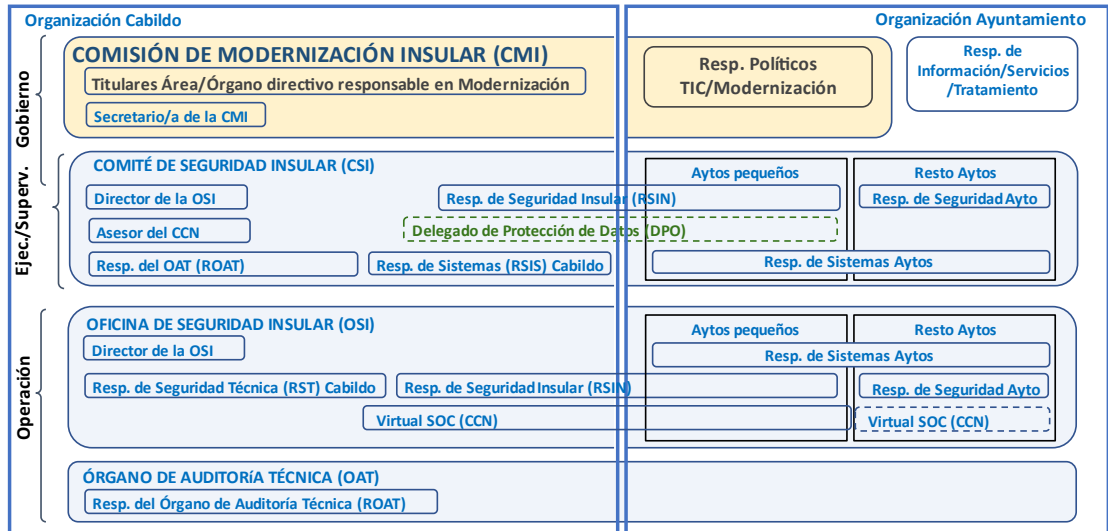 Organización Cabildo
Organización Ayuntamiento
Gobierno
COMISIÓN DE MODERNIZACIÓN INSULAR (CMI)
Titulares Área/Órgano directivo responsable en Modernización
Secretario/a de la CMI
Resp. Políticos
TIC/Modernización
Resp. de
Información/Servicios
/Tratamiento
Ejec./Superv.
COMITÉ DE SEGURIDAD INSULAR (CSI)
Aytos pequeños
Resto Aytos
Director de la OSI
Resp. de Seguridad Insular (RSIN)
Resp. de Seguridad Ayto
Asesor del CCN
Delegado de Protección de Datos (DPO)
Resp. del OAT (ROAT)
Resp. de Sistemas (RSIS) Cabildo
Resp. de Sistemas Aytos
Operación
OFICINA DE SEGURIDAD INSULAR (OSI)
Aytos pequeños
Resto Aytos
Director de la OSI
Resp. de Sistemas Aytos
Resp. de Seguridad Técnica (RST) Cabildo
Resp. de Seguridad Insular (RSIN)
Resp. de Seguridad Ayto
Virtual SOC (CCN)
Virtual SOC (CCN)
ÓRGANO DE AUDITORíA TÉCNICA (OAT)
Resp. del Órgano de Auditoría Técnica (ROAT)